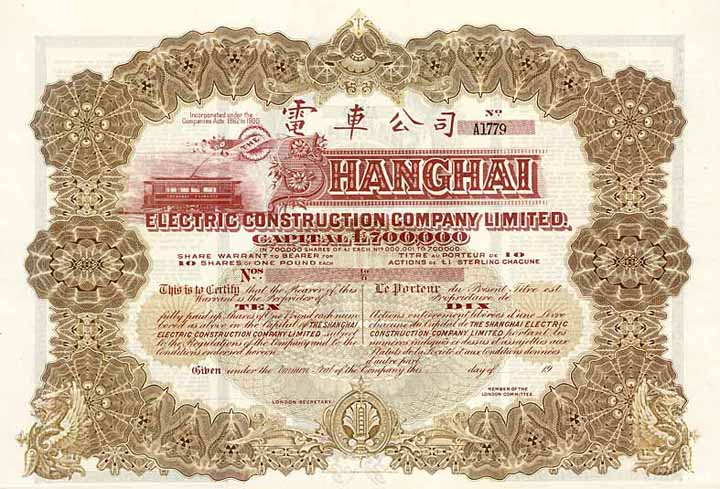 電車公司
Incorporated under the
Companies Acts 1862 to 1900
No.
A1779
THE
SHANGHAI
ELECTRIC CONSTRUCTION COMPANY LIMITED.
CAPITAL £700,000
IN 700,000 SHARES OF £1 EACH Nos 000,001 TO 700,000
SHARE WARRANT TO BEARER FOR
10 SHARES OF ONE POUND EACH
TITRE AU PORTEUR DE 10
ACTIONS DE £1 STERLING CHACUNE
Nos
This is to Certify that the Bearer of this
Warrant is the Proprietor of
TEN
fully paid up Shares of One Pound each num-
bered as above in the Capital of THE SHANGHAI
ELECTRIC CONSTRUCTION COMPANY LIMITED subject
to the Regulations of the Company and to the
Conditions endorsed hereon.
Le Porteur du Présent Titre est
Propriétaire de
DIX
Actions entièrement libérées d'une Livre
chacune du Capital de THE SHANGHAI ELECTRIC
CONSTRUCTION COMPANY LIMITED portant les
numéros indiqués ci dessus et assujetties aux
Statuts de la Société et aux conditions données
d'autre part.
Given under the Common Seal of the Company this
day of
19
LONDON SECRETARY
MEMBER OF THE
LONDON COMMITTEE